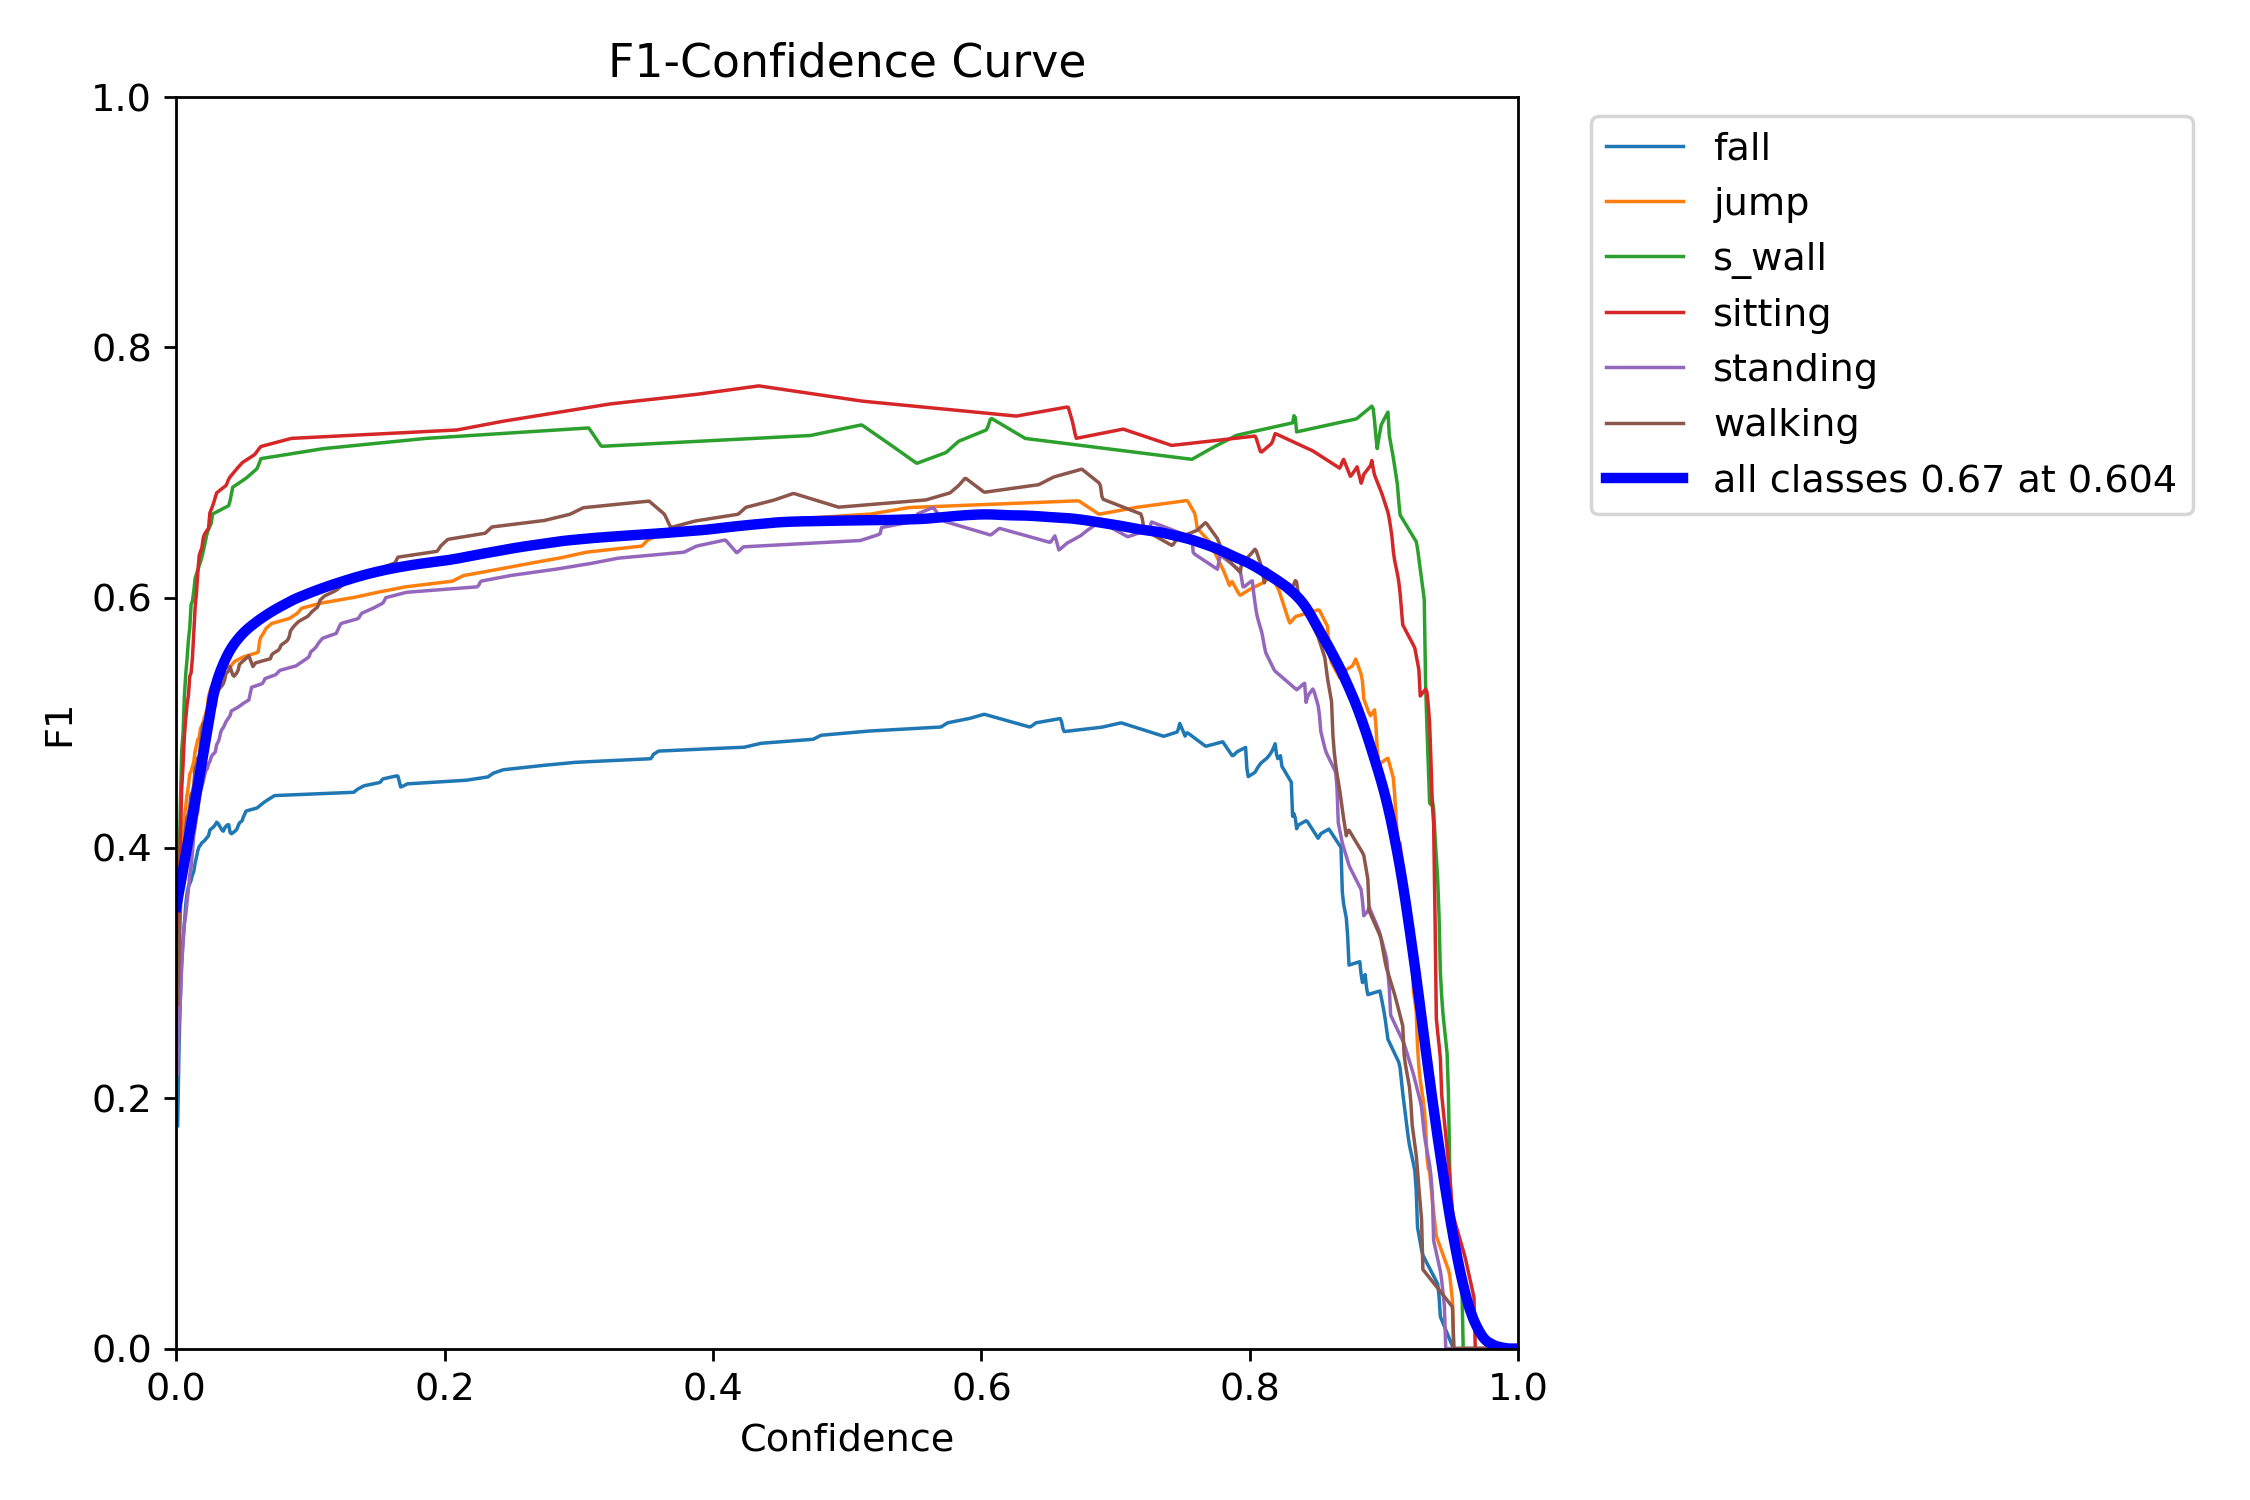 F1-Confidence Curve
1.0
0.8
0.6
0.4
0.2
0.0
F1
0.0 0.2 0.4 0.6 0.8 1.0
Confidence
fall
jump
s_wall
sitting
standing
walking
all classes 0.67 at 0.604